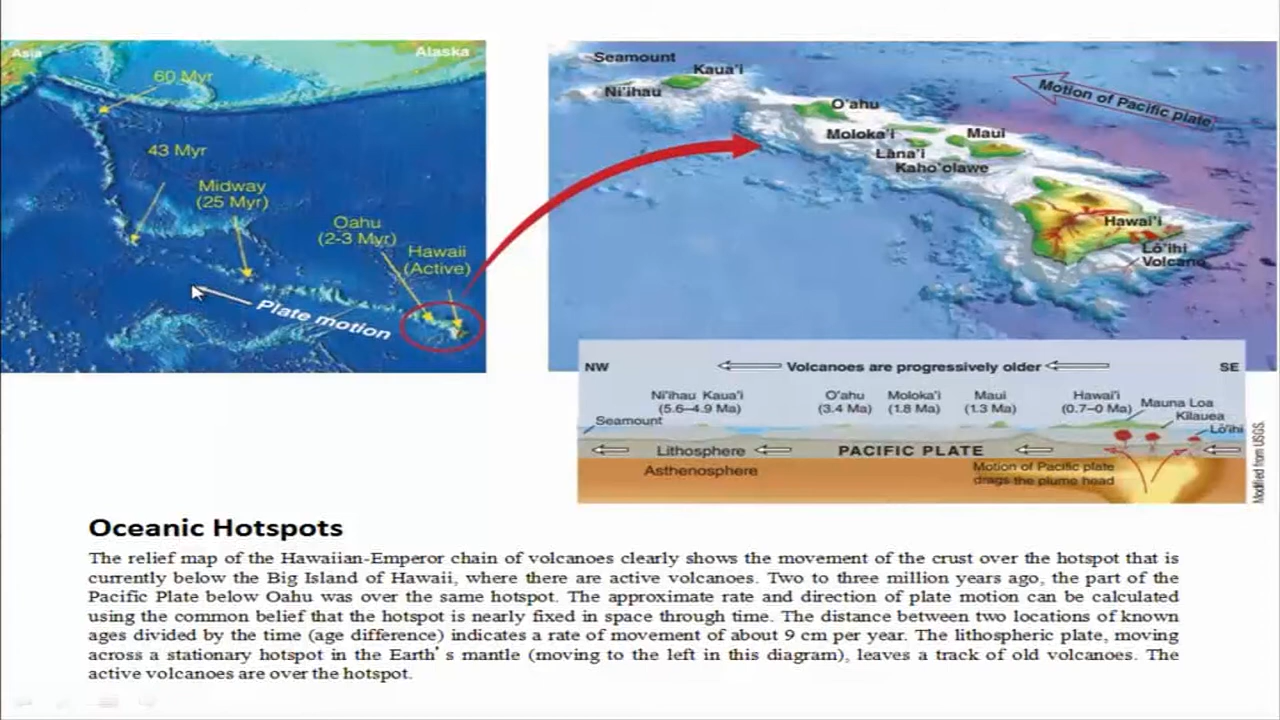 Asia
Alaska
60 Myr
43 Myr
Midway
(25 Myr)
Oahu
(2-3 Myr)
Hawaii
(Active)
Plate motion
Seamount
Kaua'i
Ni'ihau
O'ahu
Motion of Pacific plate
Moloka'i
Maui
Lāna'i
Kaho'olawe
Hawai'i
Lō'ihi
Volcano
NW
Volcanoes are progressively older
SE
Ni'ihau Kaua'i
(5.6–4.9 Ma)
O'ahu
(3.4 Ma)
Moloka'i
(1.8 Ma)
Maui
(1.3 Ma)
Hawai'i
(0.7–0 Ma)
Mauna Loa
Kilauea
Lō'ihi
Seamount
Lithosphere
PACIFIC PLATE
Asthenosphere
Motion of Pacific plate
drags the plume head
Modified from USGS.
Oceanic Hotspots
The relief map of the Hawaiian-Emperor chain of volcanoes clearly shows the movement of the crust over the hotspot that is
currently below the Big Island of Hawaii, where there are active volcanoes. Two to three million years ago, the part of the
Pacific Plate below Oahu was over the same hotspot. The approximate rate and direction of plate motion can be calculated
using the common belief that the hotspot is nearly fixed in space through time. The distance between two locations of known
ages divided by the time (age difference) indicates a rate of movement of about 9 cm per year. The lithospheric plate, moving
across a stationary hotspot in the Earth's mantle (moving to the left in this diagram), leaves a track of old volcanoes. The
active volcanoes are over the hotspot.